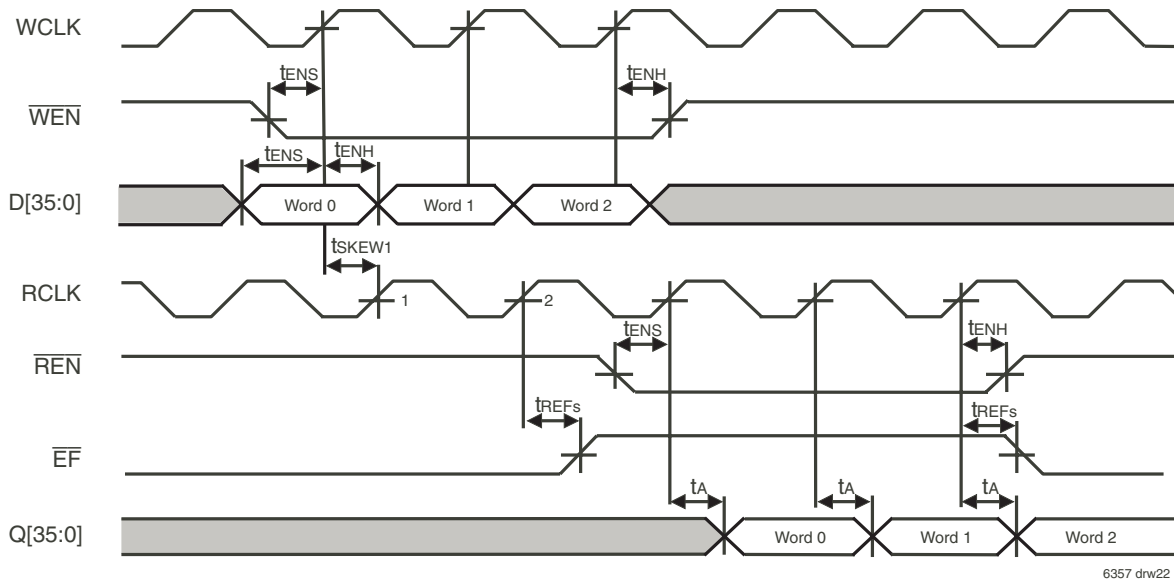 WCLK
tENS
tENH
WEN
tENS
tENH
D[35:0]
Word 0
Word 1
Word 2
tSKEW1
RCLK
1
2
tENS
tENH
REN
tREFs
tREFs
EF
tA
tA
tA
Q[35:0]
Word 0
Word 1
Word 2
6357 drw22